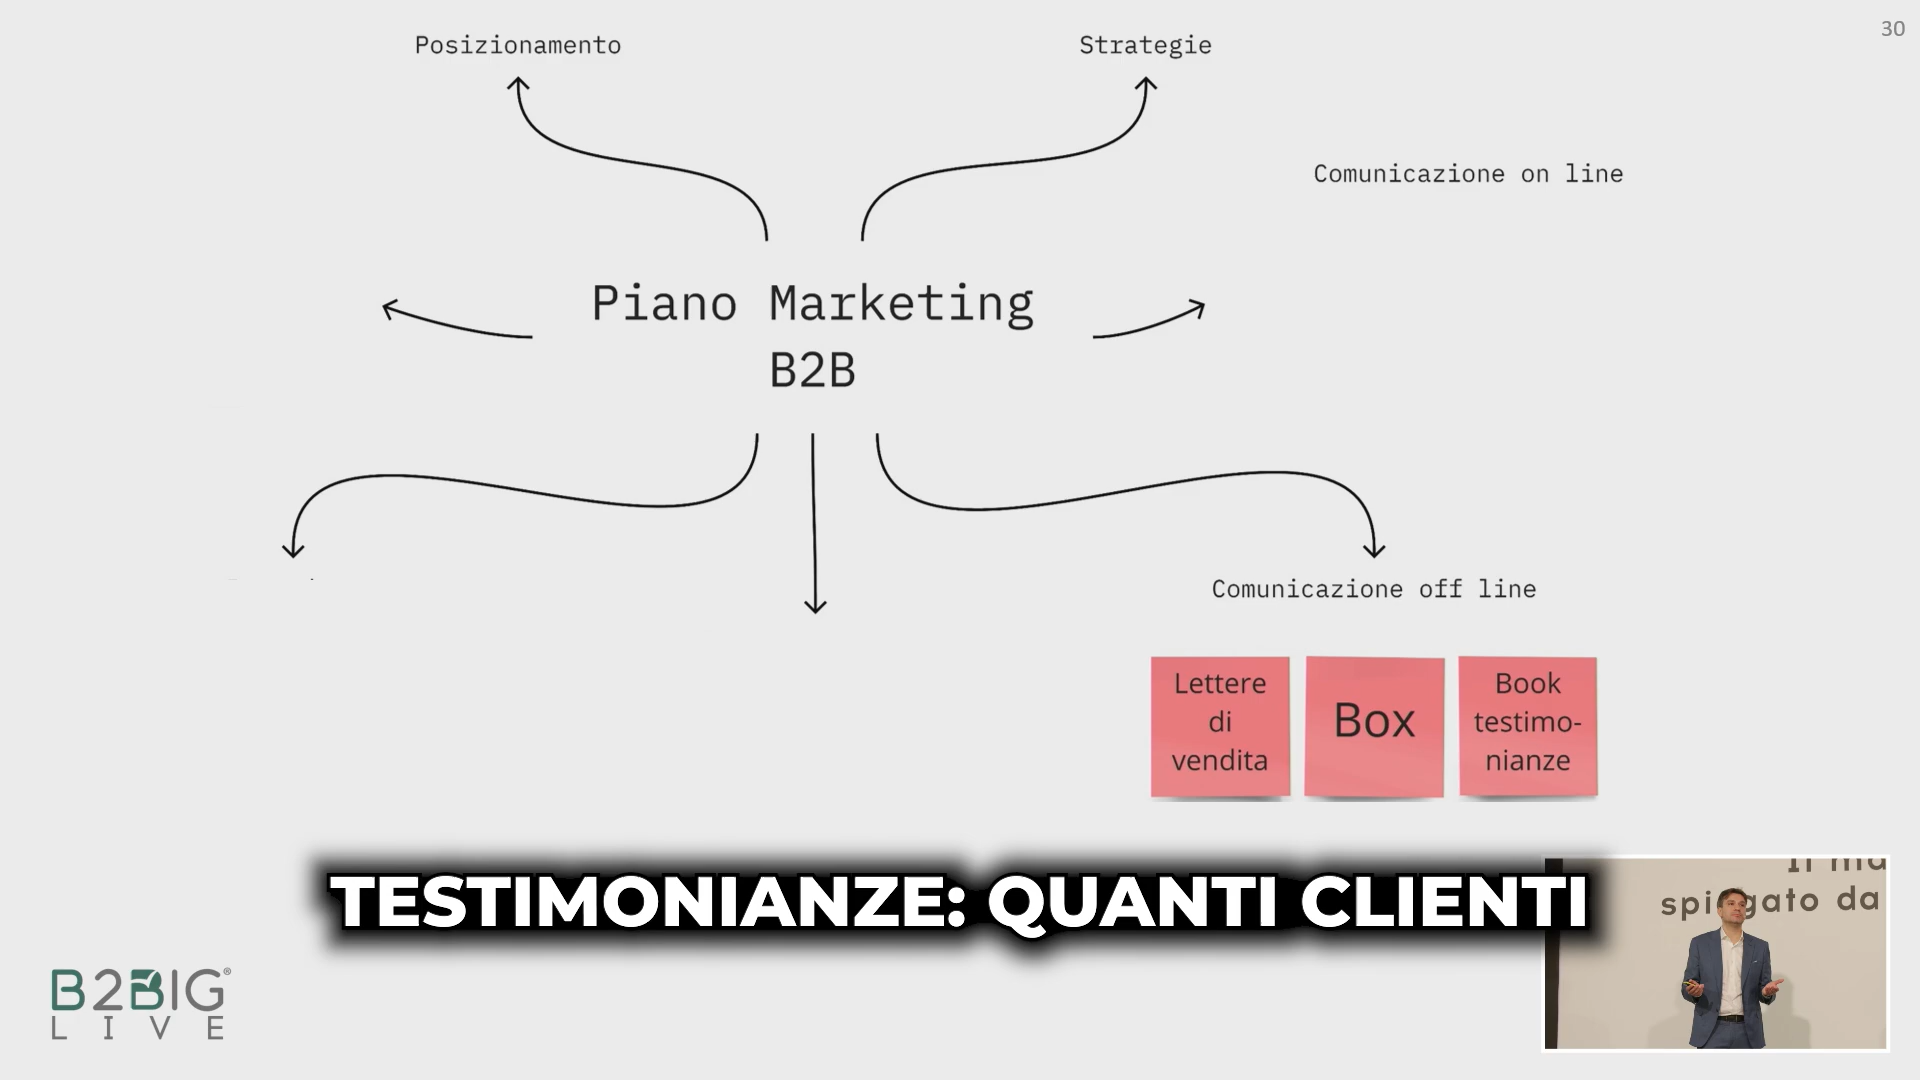 30
Posizionamento
Strategie
Comunicazione on line
Piano Marketing
B2B
Comunicazione off line
Lettere
di
vendita
Box
Book
testimo-
nianze
TESTIMONIANZE: QUANTI CLIENTI
spiegato da
B2BIG®
LIVE